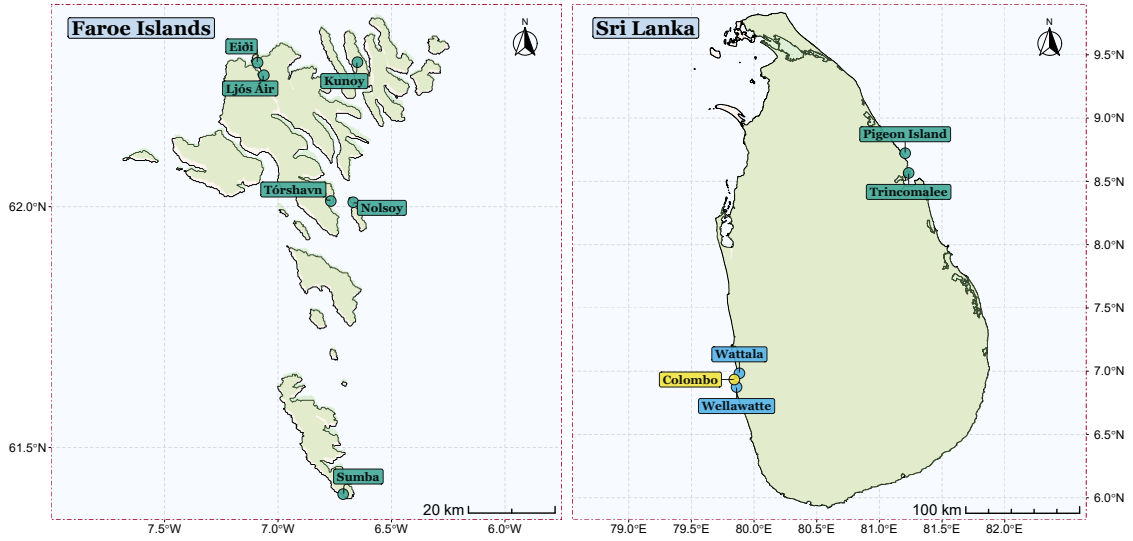 Faroe Islands
N
Eiði
Ljós Áir
Kunoy
Tórshavn
Nolsoy
Sumba
62.0°N
61.5°N
20 km
7.5°W
7.0°W
6.5°W
6.0°W
Sri Lanka
N
Pigeon Island
Trincomalee
Wattala
Colombo
Wellawatte
9.5°N
9.0°N
8.5°N
8.0°N
7.5°N
7.0°N
6.5°N
6.0°N
100 km
79.0°E
79.5°E
80.0°E
80.5°E
81.0°E
81.5°E
82.0°E